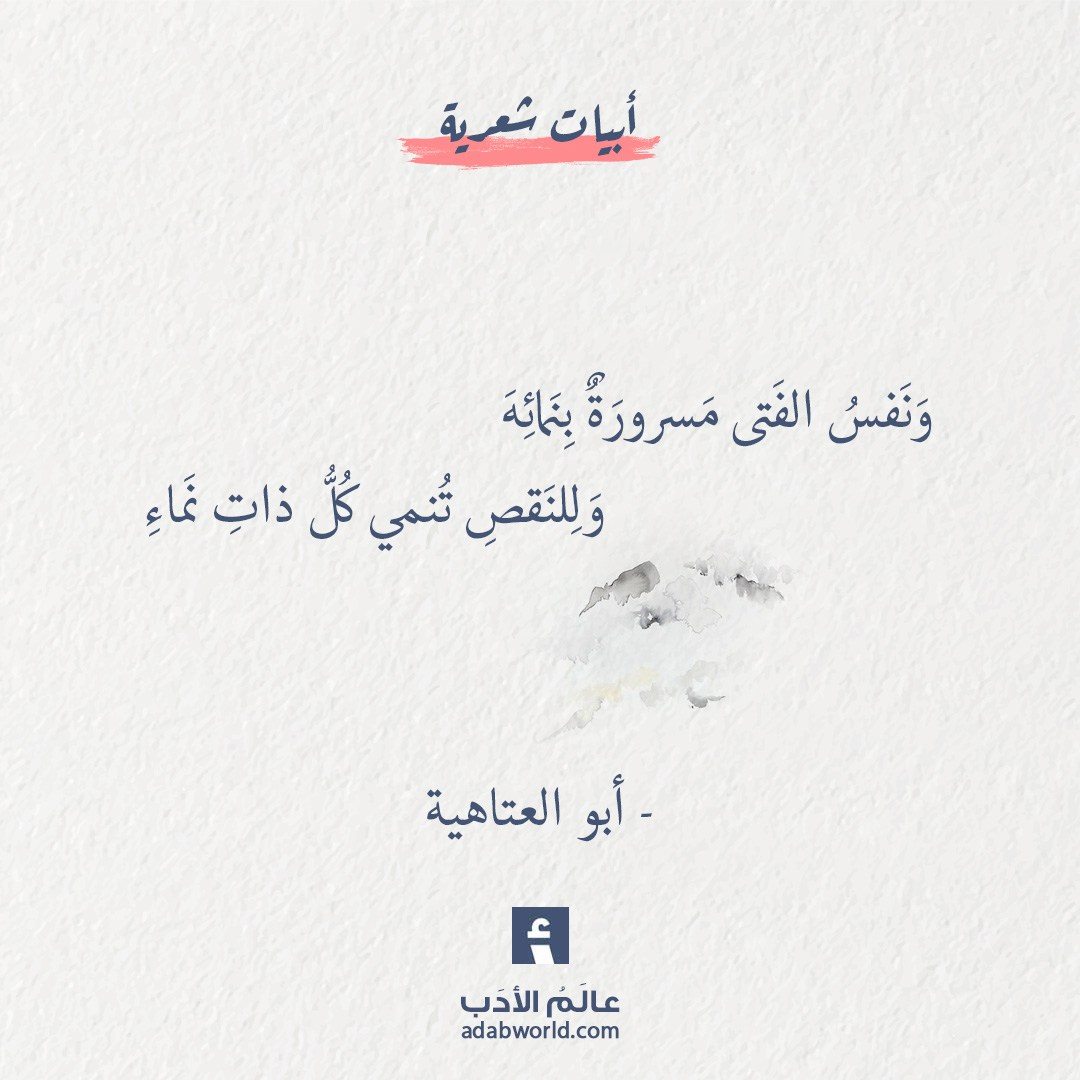 أبيات شعرية
وَنَفسُ الفَتى مَسرورَةٌ بِنَمائِهَ
وَلِلنَقصِ تُنمي كُلُّ ذاتِ نَماءِ
- أبو العتاهية
أ
عالَمُ الأدَب
adabworld.com